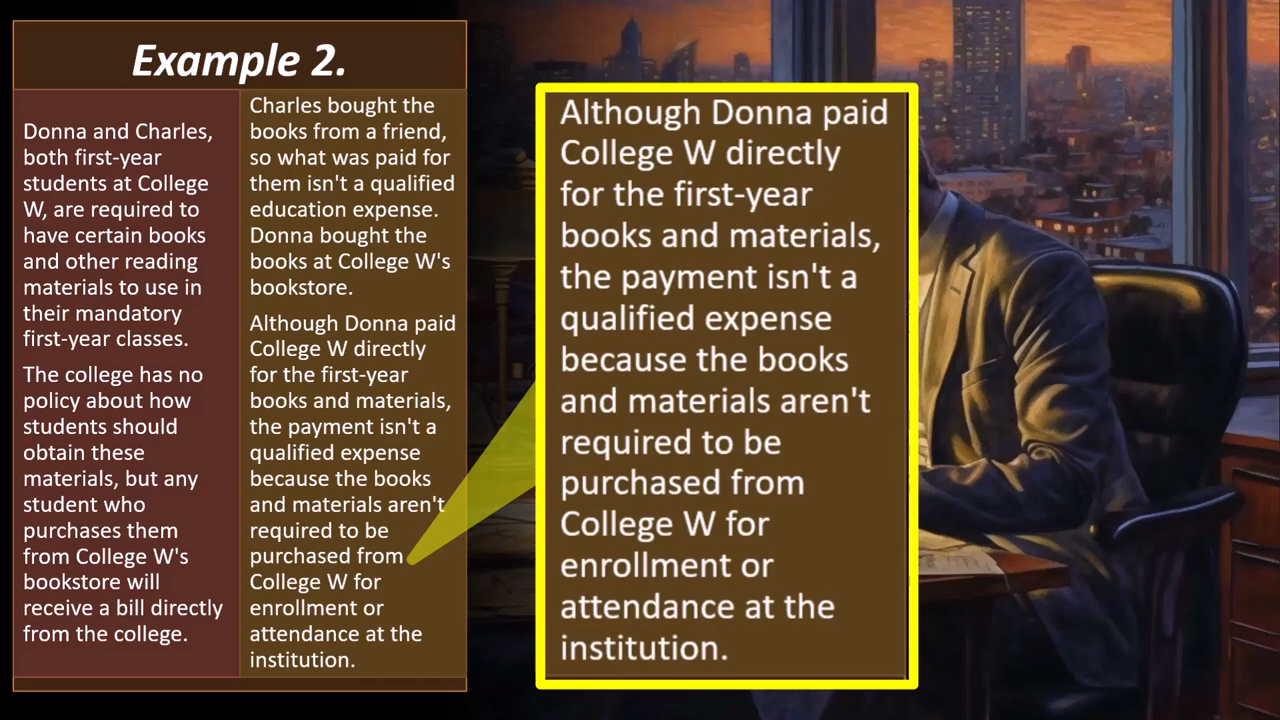 Example 2.
Donna and Charles,
both first-year
students at College
W, are required to
have certain books
and other reading
materials to use in
their mandatory
first-year classes.
The college has no
policy about how
students should
obtain these
materials, but any
student who
purchases them
from College W's
bookstore will
receive a bill directly
from the college.
Charles bought the
books from a friend,
so what was paid for
them isn't a qualified
education expense.
Donna bought the
books at College W's
bookstore.
Although Donna paid
College W directly
for the first-year
books and materials,
the payment isn't a
qualified expense
because the books
and materials aren't
required to be
purchased from
College W for
enrollment or
attendance at the
institution.
Although Donna paid
College W directly
for the first-year
books and materials,
the payment isn't a
qualified expense
because the books
and materials aren't
required to be
purchased from
College W for
enrollment or
attendance at the
institution.